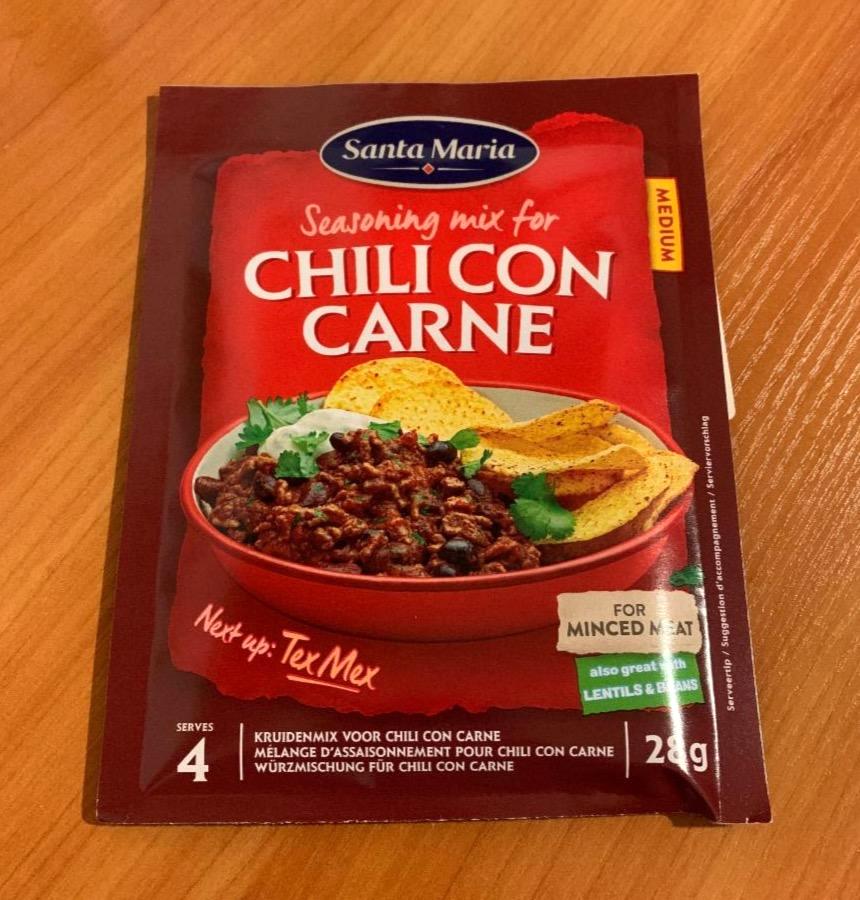 Santa Maria
Seasoning mix for
CHILI CON
CARNE
MEDIUM
Serveertip / Suggestion d'accompagnement / Serviervorschlag
FOR
MINCED MEAT
also great with
LENTILS & BEANS
Next up: Tex Mex
SERVES
4
KRUIDENMIX VOOR CHILI CON CARNE
MÉLANGE D'ASSAISONNEMENT POUR CHILI CON CARNE
WÜRZMISCHUNG FÜR CHILI CON CARNE
28g